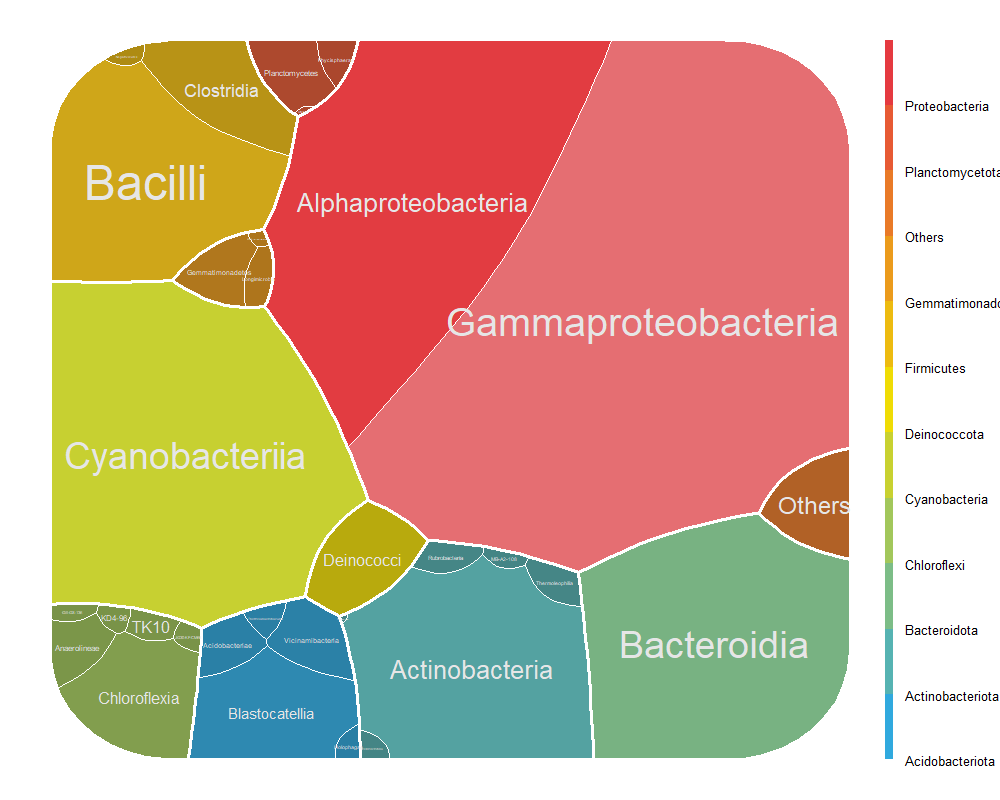 Clostridia
Planctomycetes
Bacilli
Alphaproteobacteria
Gemmatimonadetes
Gammaproteobacteria
Cyanobacteriia
Others
Deinococci
Rubrobacteria
MB-A2-108
Thermoleophilia
KD4-96
TK10
Anaerolineae
Acidobacteriae
Vicinamibacteria
Bacteroidia
Actinobacteria
Chloroflexia
Blastocatellia
Proteobacteria
Planctomycetota
Others
Gemmatimonado
Firmicutes
Deinococcota
Cyanobacteria
Chloroflexi
Bacteroidota
Actinobacteriota
Acidobacteriota